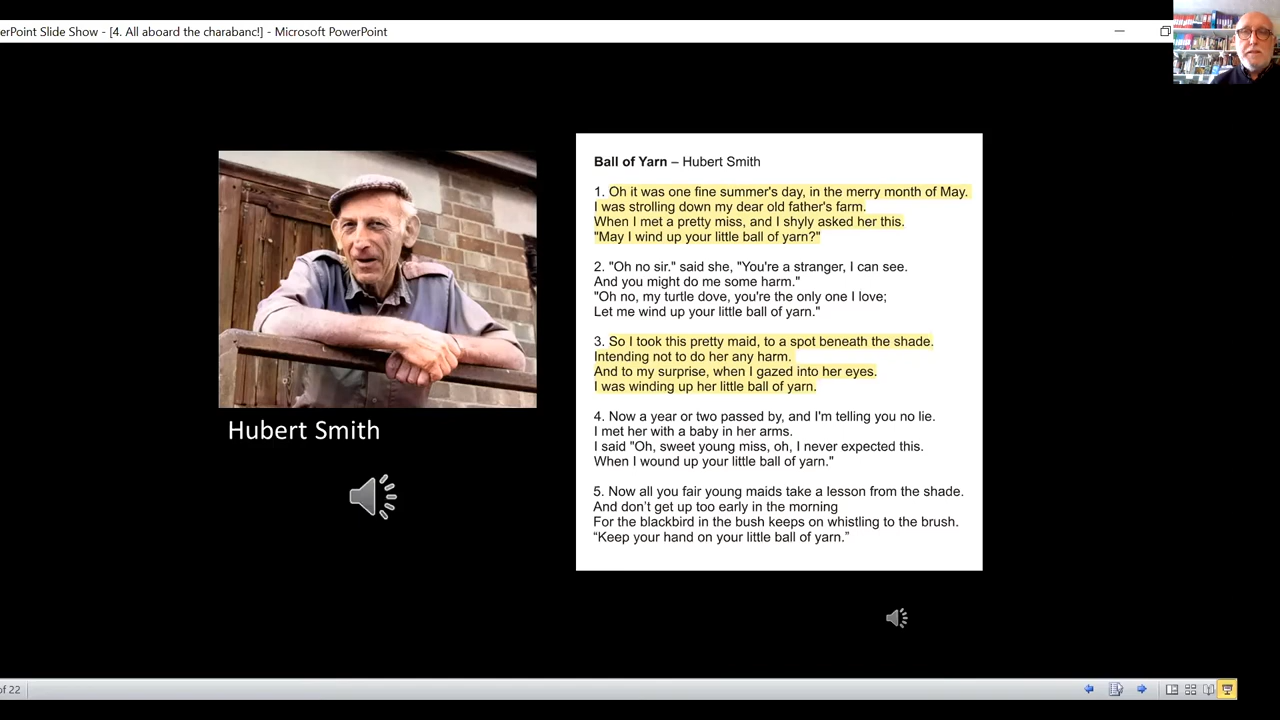 erPoint Slide Show - [4. All aboard the charabanc!] - Microsoft PowerPoint
Hubert Smith
Ball of Yarn – Hubert Smith
1. Oh it was one fine summer's day, in the merry month of May.
I was strolling down my dear old father's farm.
When I met a pretty miss, and I shyly asked her this.
"May I wind up your little ball of yarn?"
2. "Oh no sir." said she, "You're a stranger, I can see.
And you might do me some harm."
"Oh no, my turtle dove, you're the only one I love;
Let me wind up your little ball of yarn."
3. So I took this pretty maid, to a spot beneath the shade.
Intending not to do her any harm.
And to my surprise, when I gazed into her eyes.
I was winding up her little ball of yarn.
4. Now a year or two passed by, and I'm telling you no lie.
I met her with a baby in her arms.
I said "Oh, sweet young miss, oh, I never expected this.
When I wound up your little ball of yarn."
5. Now all you fair young maids take a lesson from the shade.
And don’t get up too early in the morning
For the blackbird in the bush keeps on whistling to the brush.
“Keep your hand on your little ball of yarn.”
of 22